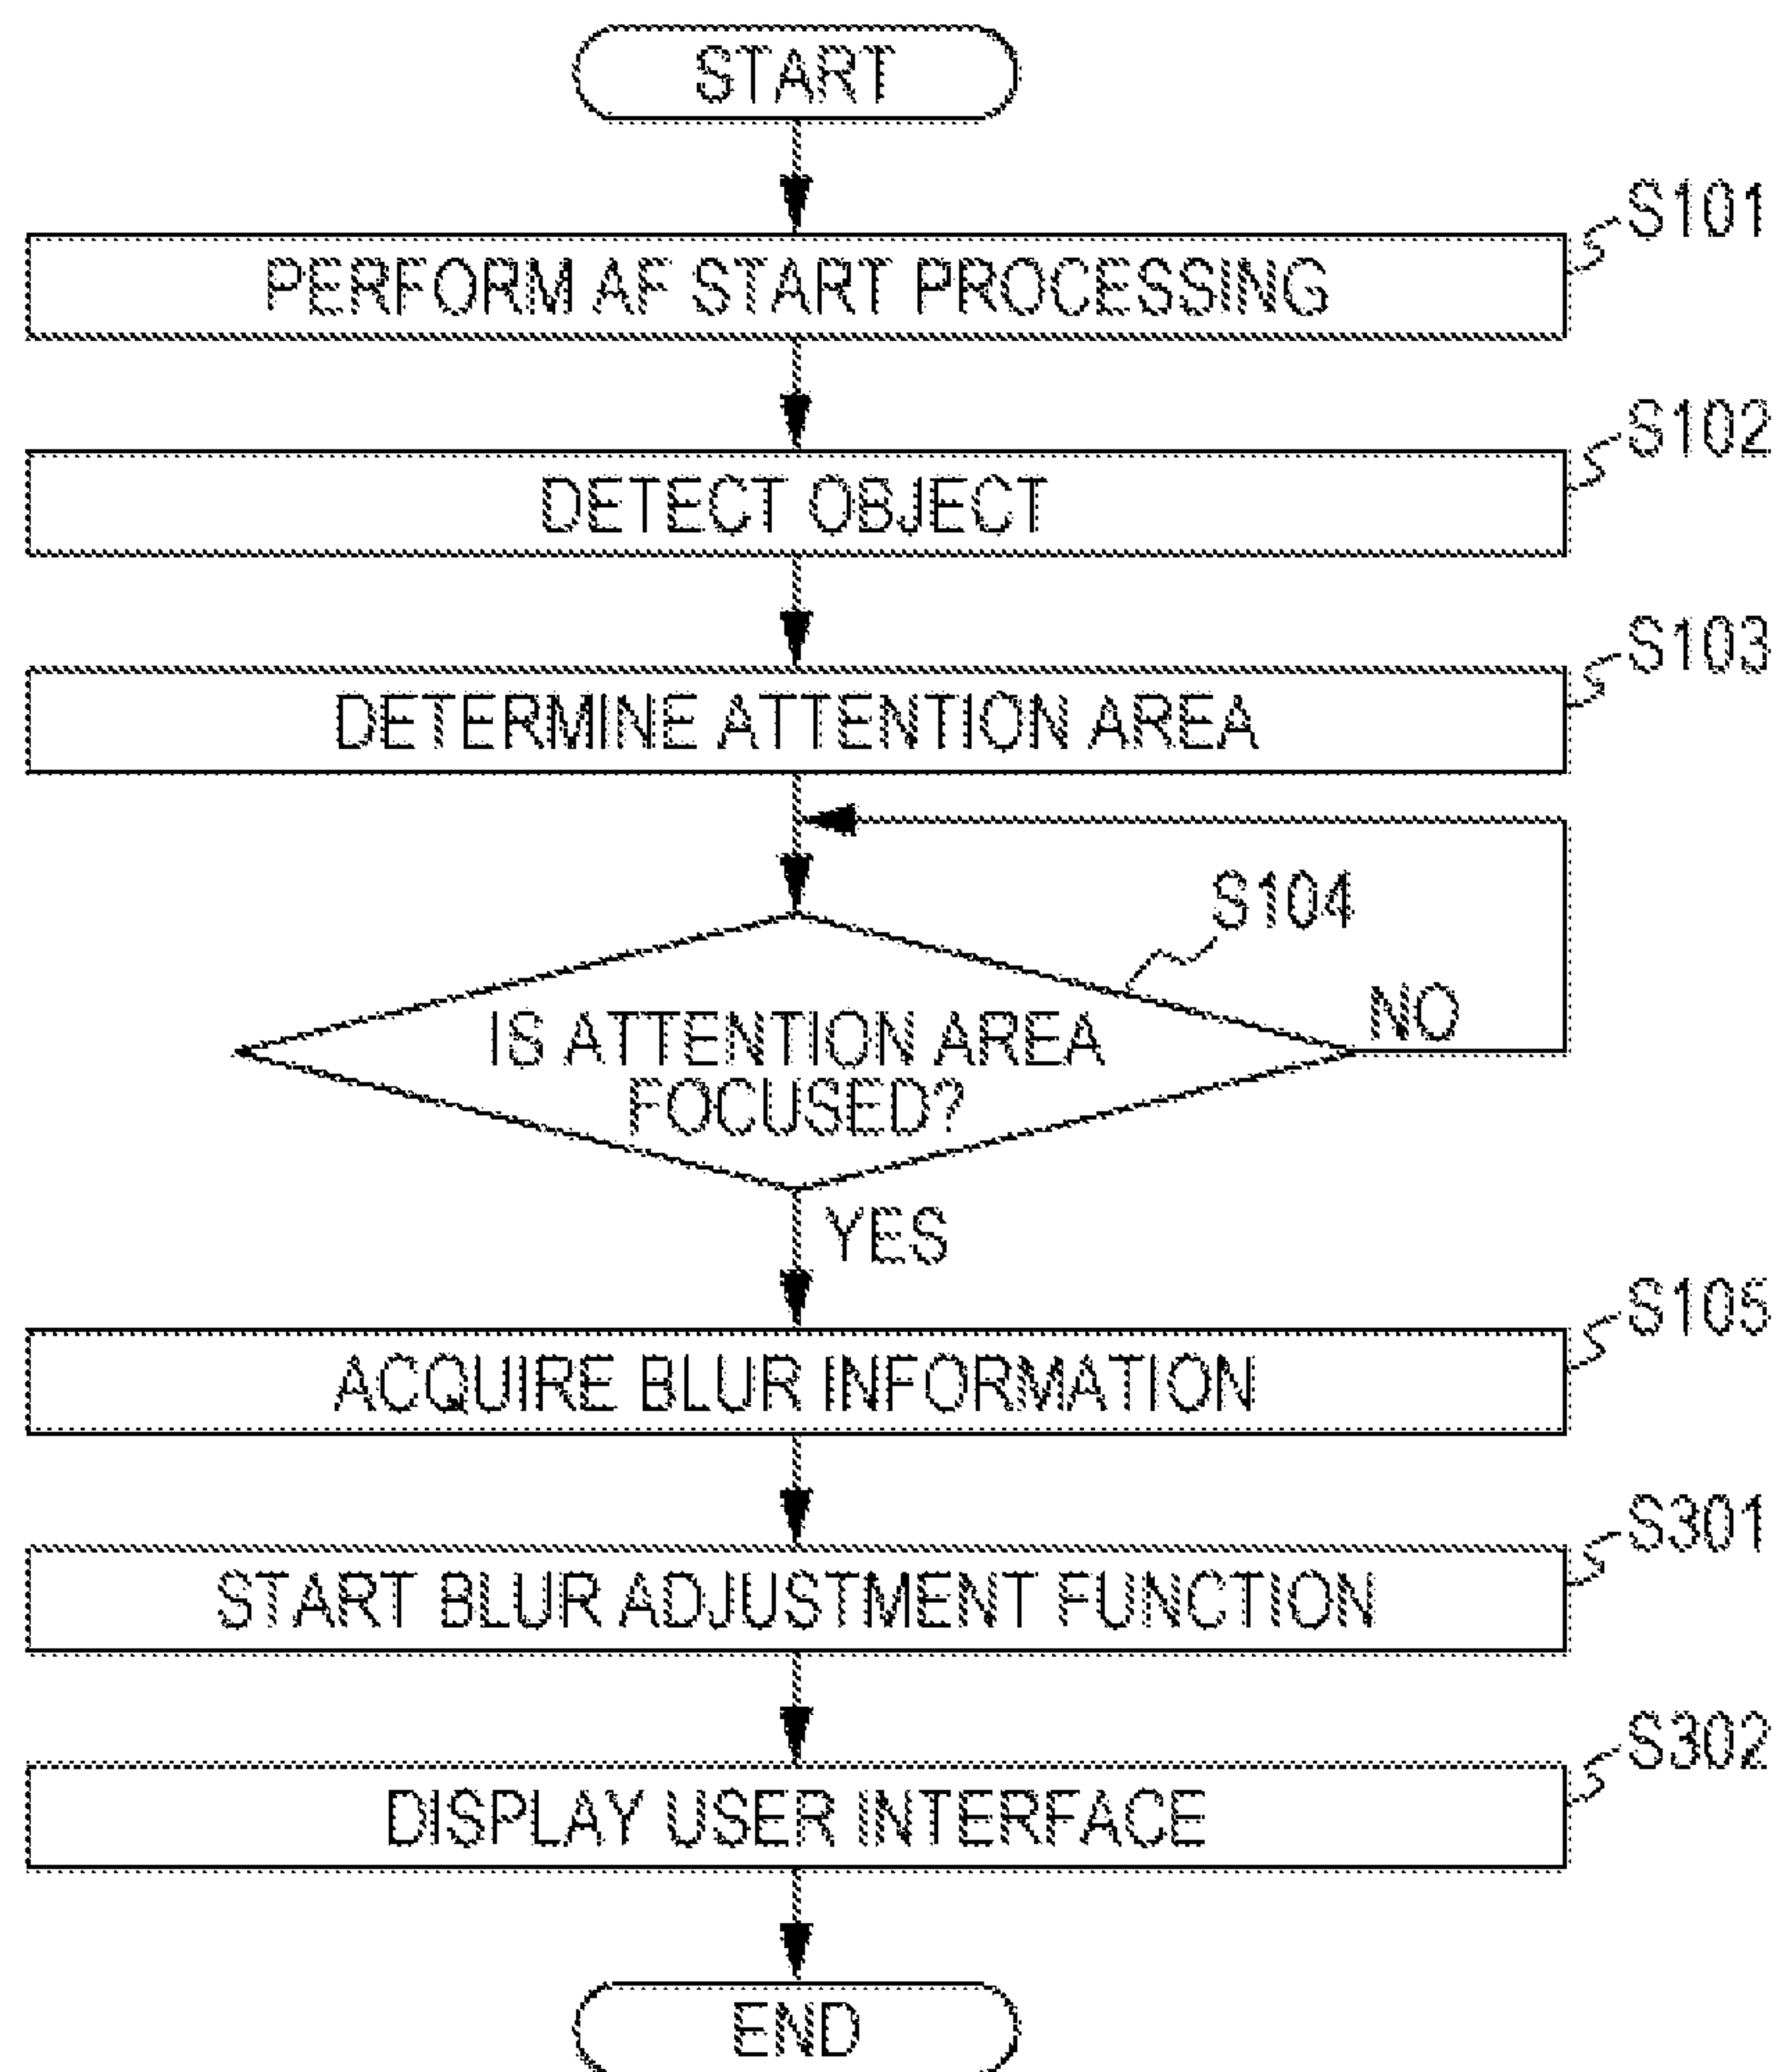 START
S101
PERFORM AF START PROCESSING
S102
DETECT OBJECT
S103
DETERMINE ATTENTION AREA
S104
NO
IS ATTENTION AREA
FOCUSED?
YES
S105
ACQUIRE BLUR INFORMATION
S301
START BLUR ADJUSTMENT FUNCTION
S302
DISPLAY USER INTERFACE
END